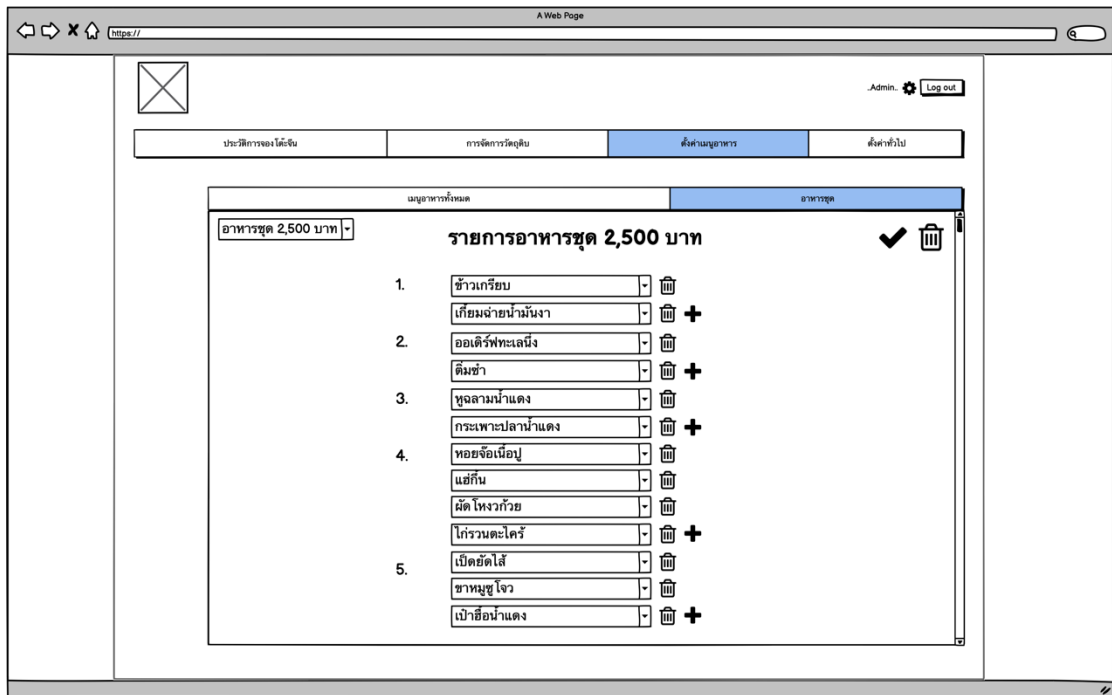 A Web Page
https://
..Admin.. Log out
ประวัติการจองโต๊ะจีน การจัดการวัตถุดิบ ตั้งค่าเมนูอาหาร ตั้งค่าทั่วไป
เมนูอาหารทั้งหมด อาหารชุด
อาหารชุด 2,500 บาท
รายการอาหารชุด 2,500 บาท
1. ข้าวเกรียบ
เกี๊ยมฉ่ายน้ำมันงา
2. ออเดิร์ฟทะเลนึ่ง
ติ่มซำ
3. หูฉลามน้ำแดง
กระเพาะปลาน้ำแดง
4. หอยจ๊อเนื้อปู
แฮ่กึ๊น
ผัดโหงวก้วย
ไก่รวนตะไคร้
5. เป็ดยัดไส้
ขาหมูซูโจว
เป๋าฮื้อน้ำแดง